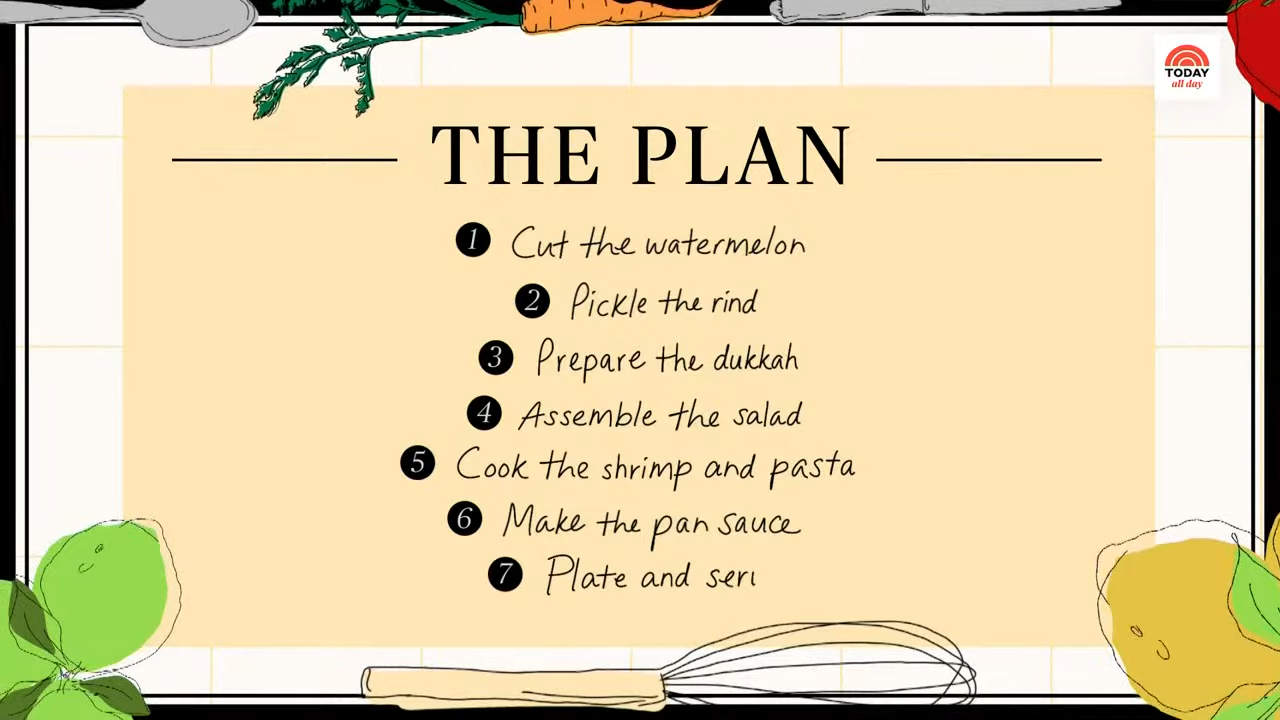 TODAY
all day
THE PLAN
1 Cut the watermelon
2 Pickle the rind
3 Prepare the dukkah
4 Assemble the salad
5 Cook the shrimp and pasta
6 Make the pan sauce
7 Plate and ser